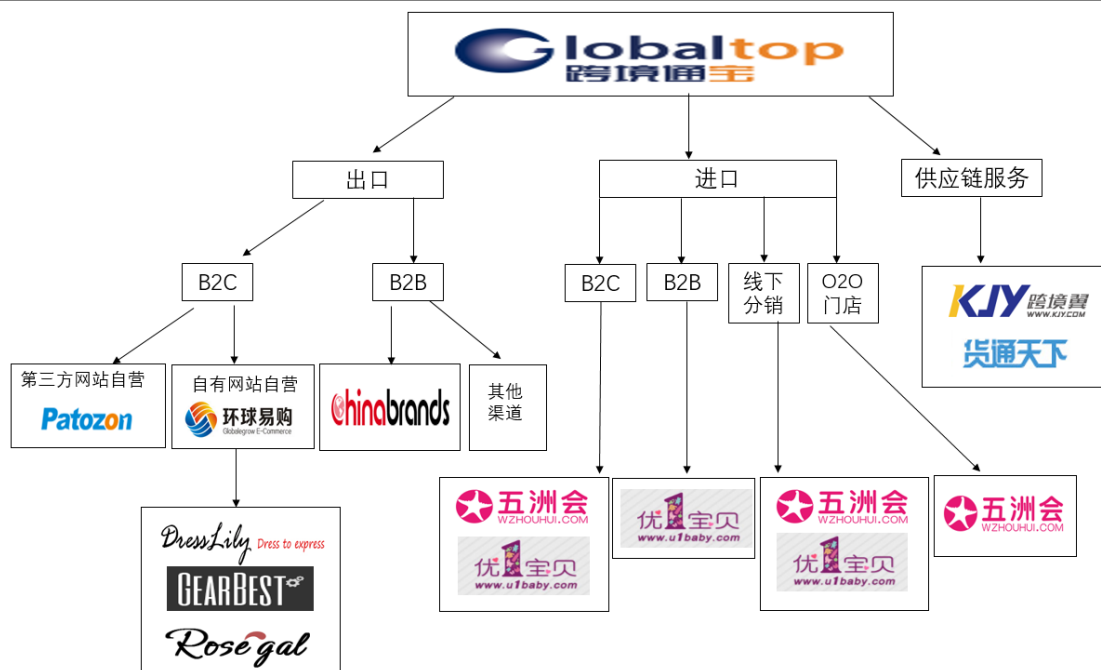 Globaltop
跨境通宝
出口
进口
供应链服务
B2C
B2B
B2C
B2B
线下
分销
O2O
门店
KJY 跨境翼
WWW.KJY.COM
货通天下
第三方网站自营
Patozon
自有网站自营
环球易购
Globalegrow E-Commerce
Chinabrands
其他
渠道
DressLily Dress to express
GEARBEST
Rosegal
五洲会
WZHOUHUI.COM
优1宝贝
www.u1baby.com
优1宝贝
www.u1baby.com
五洲会
WZHOUHUI.COM
优1宝贝
www.u1baby.com
五洲会
WZHOUHUI.COM